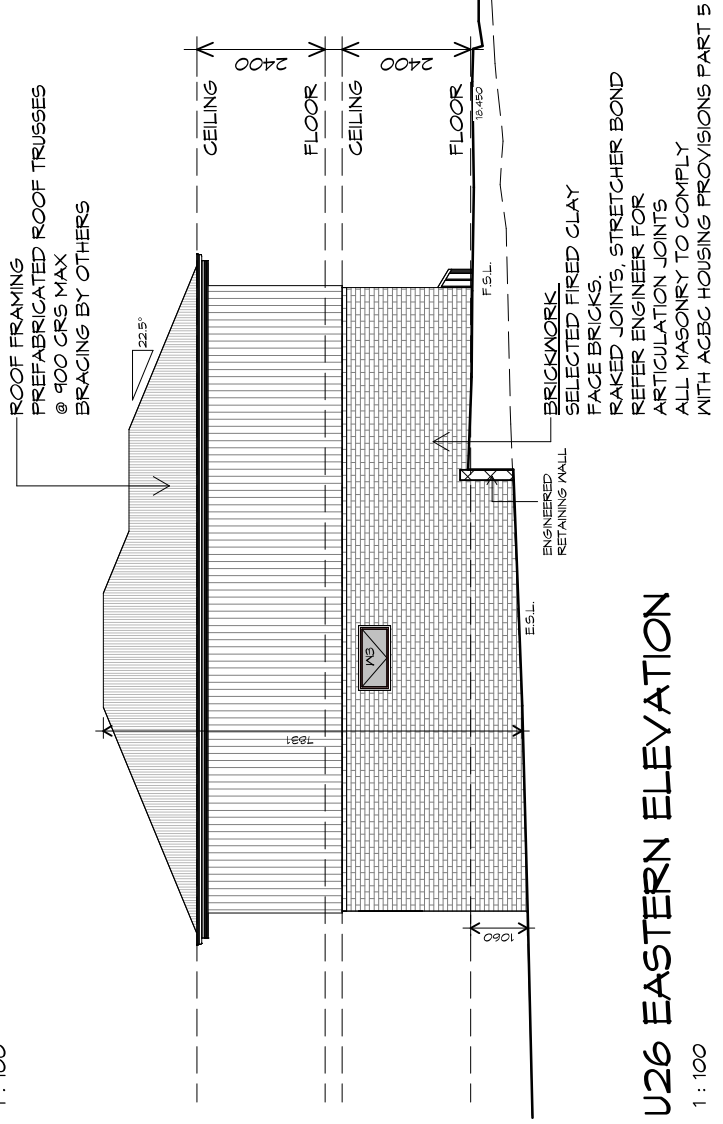 1 : 100
ROOF FRAMING
PREFABRICATED ROOF TRUSSES
@ 900 CRS MAX
BRACING BY OTHERS
22.5°
CEILING
2400
FLOOR
CEILING
2400
FLOOR
18.450
7831
EM
1060
F.S.L.
E.S.L.
ENGINEERED
RETAINING WALL
BRICKWORK
SELECTED FIRED CLAY
FACE BRICKS.
RAKED JOINTS, STRETCHER BOND
REFER ENGINEER FOR
ARTICULATION JOINTS
ALL MASONRY TO COMPLY
WITH ACBC HOUSING PROVISIONS PART 5
U26 EASTERN ELEVATION
1 : 100